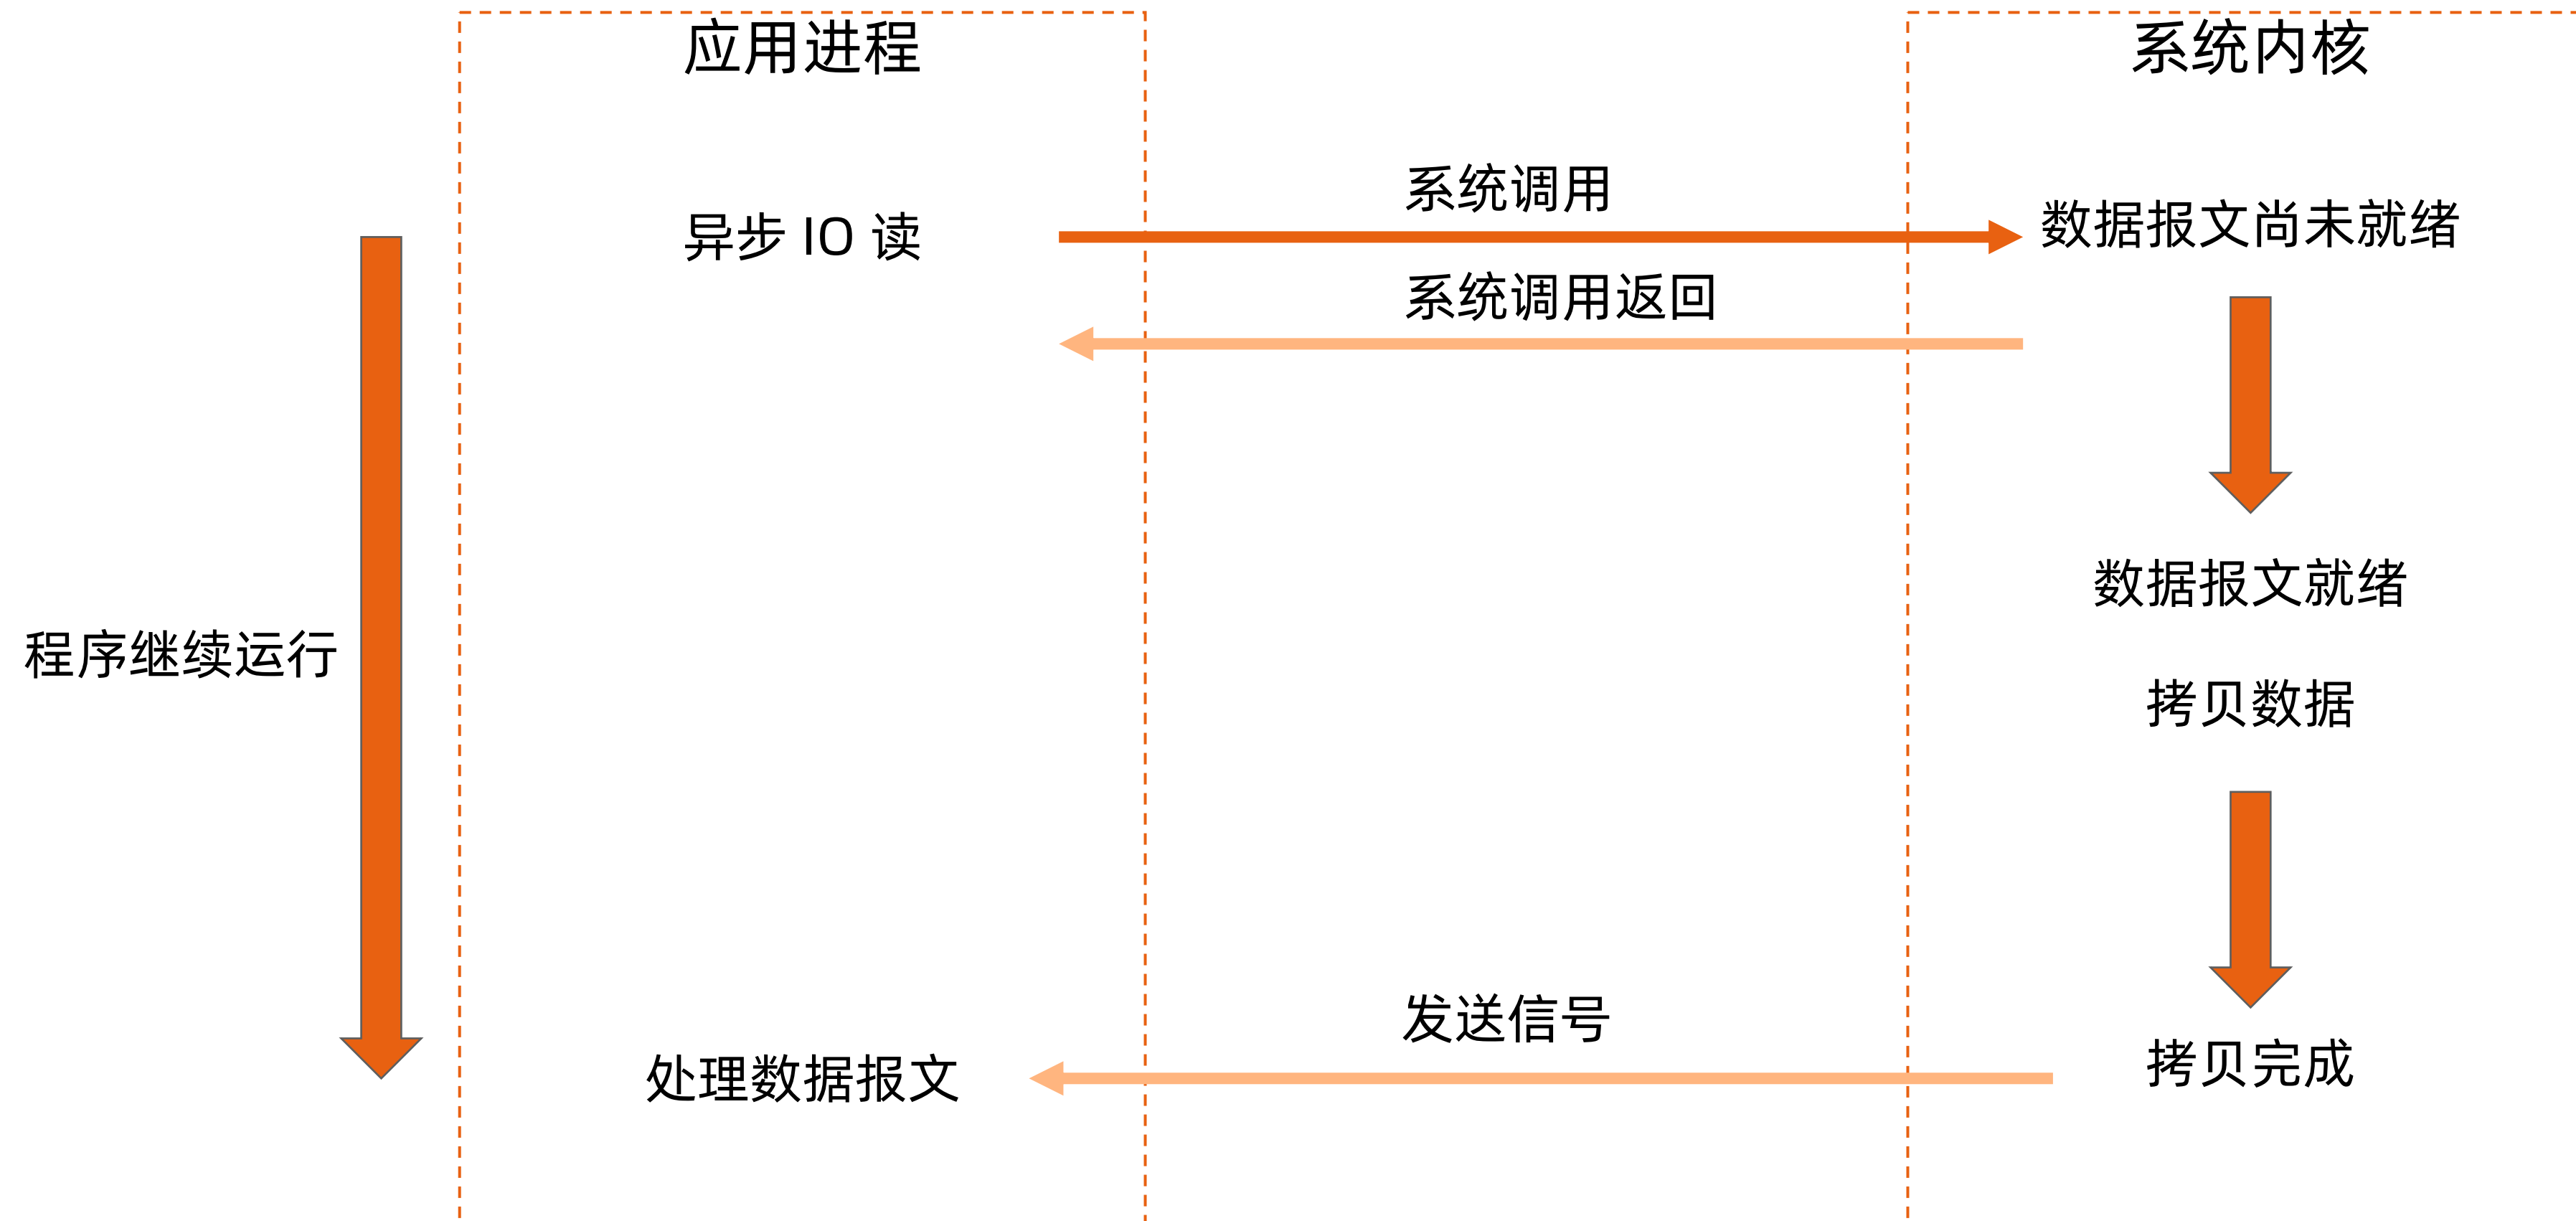 应用进程
系统内核
系统调用
异步 IO 读
数据报文尚未就绪
系统调用返回
数据报文就绪
程序继续运行
拷贝数据
发送信号
处理数据报文
拷贝完成